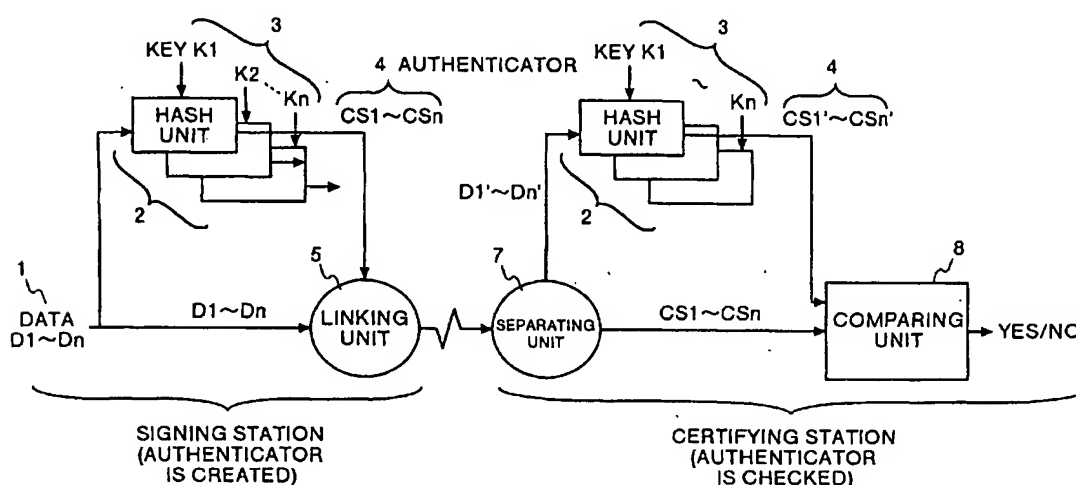 3
KEY K1
K2
Kn
HASH
UNIT
2
4 AUTHENTICATOR
CS1~CSn
1
DATA
D1~Dn
D1~Dn
5
LINKING
UNIT
SIGNING STATION
(AUTHENTICATOR
IS CREATED)
3
KEY K1
~
Kn
HASH
UNIT
2
4
CS1'~CSn'
D1'~Dn'
7
SEPARATING
UNIT
CS1~CSn
8
COMPARING
UNIT
YES/NO
CERTIFYING STATION
(AUTHENTICATOR
IS CHECKED)